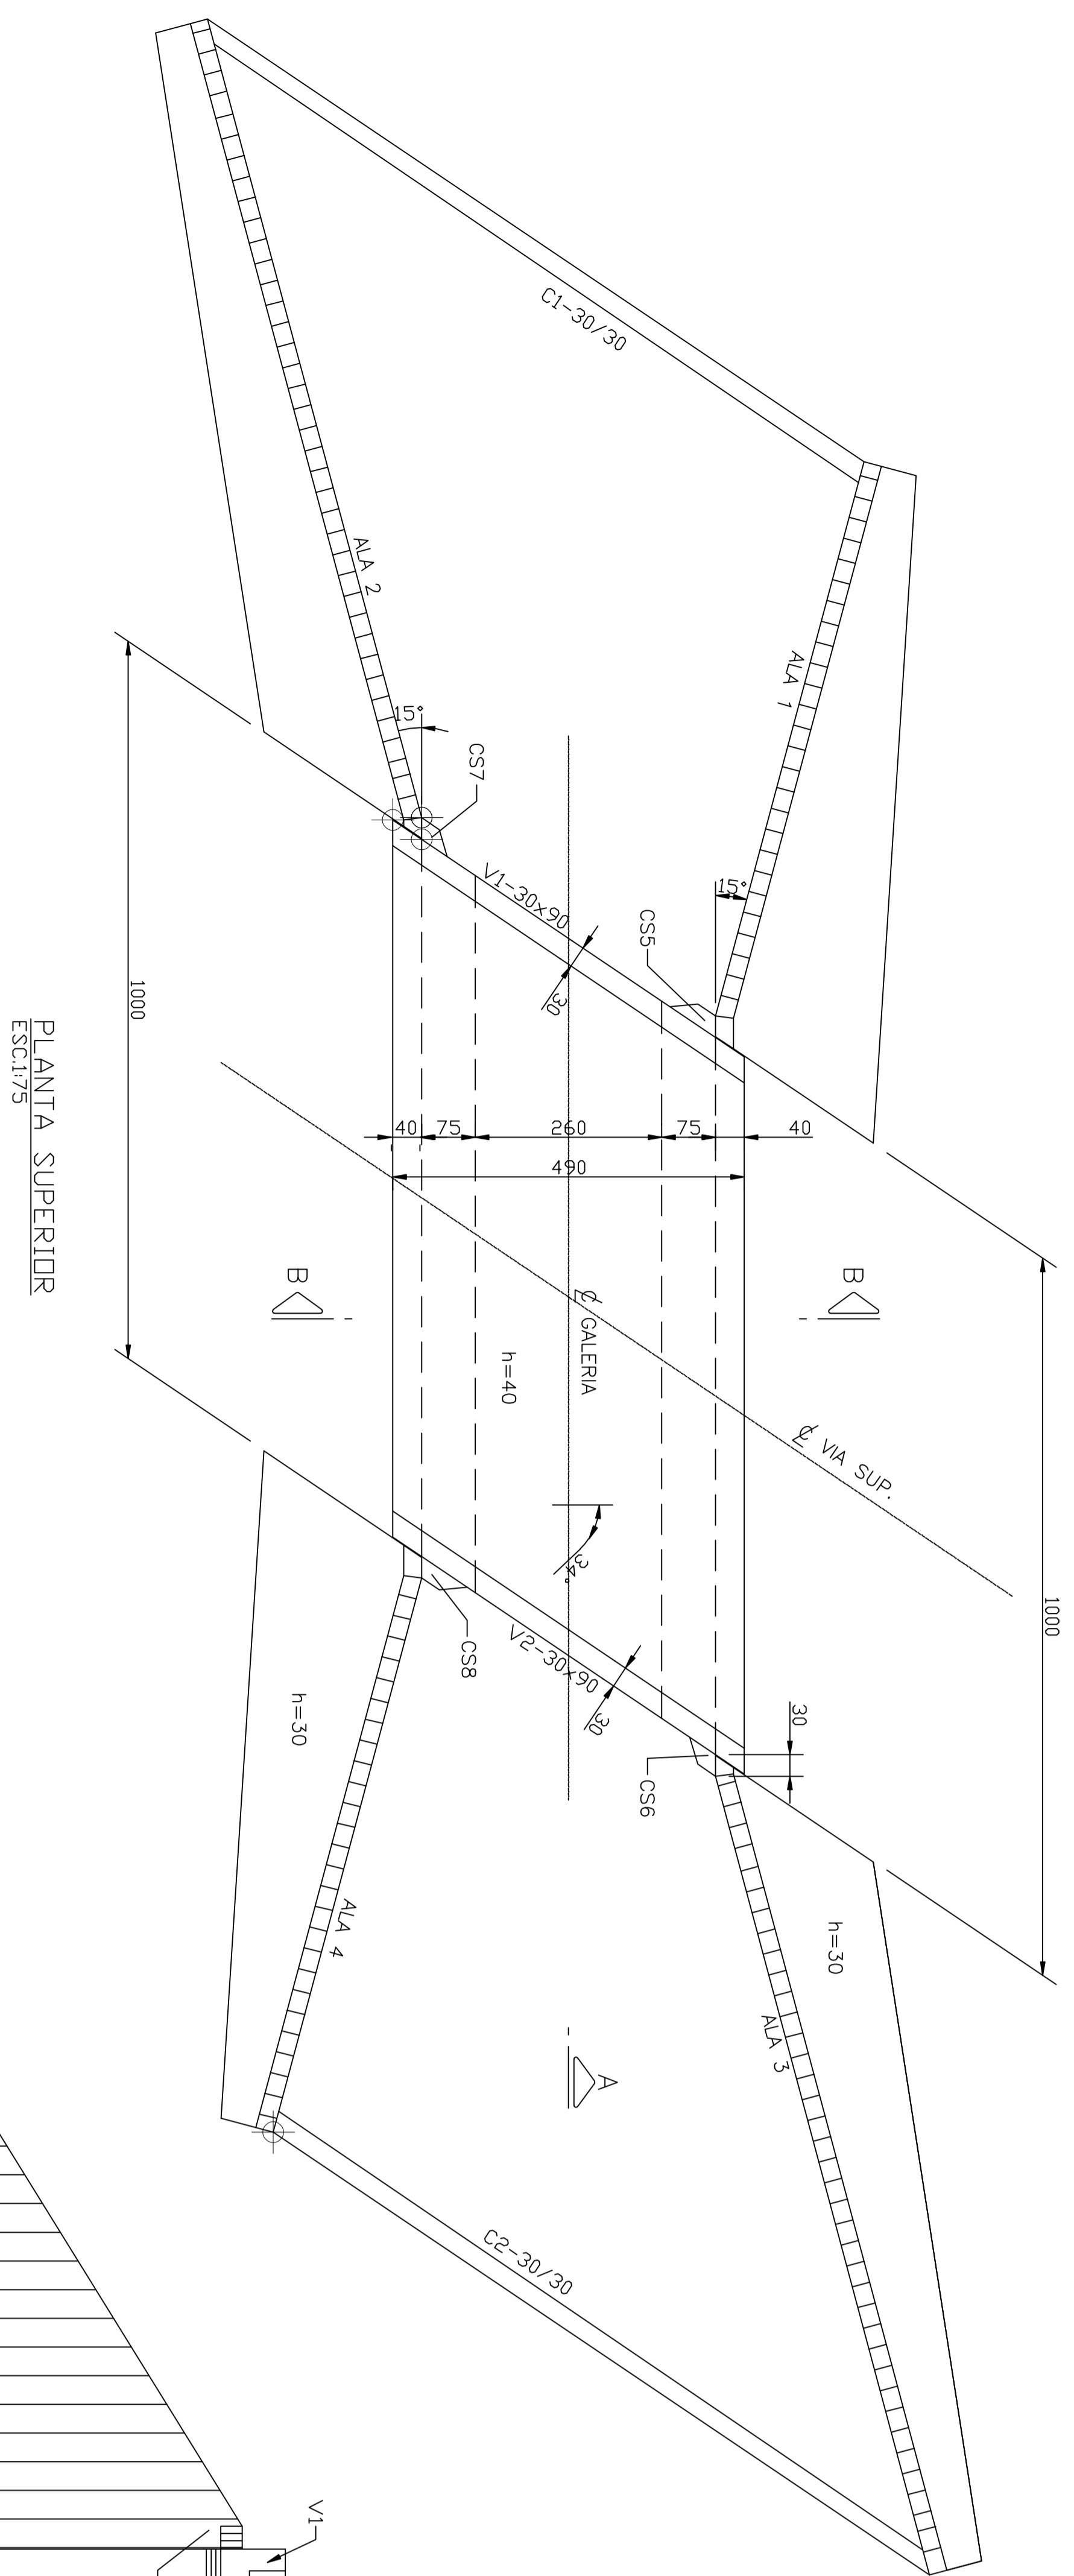 C1-30/30
ALA 2
ALA 1
15°
CS7
15°
V1-30x90
CS5
30
1000
PLANTA SUPERIOR
ESC.1:75
40
75
260
75
40
490
B
B
1000
℄ GALERIA
h=40
℄ VIA SUP.
34°
CS8
V2-30x90
30
30
CS6
h=30
h=30
ALA 4
ALA 3
A
C2-30/30
V1